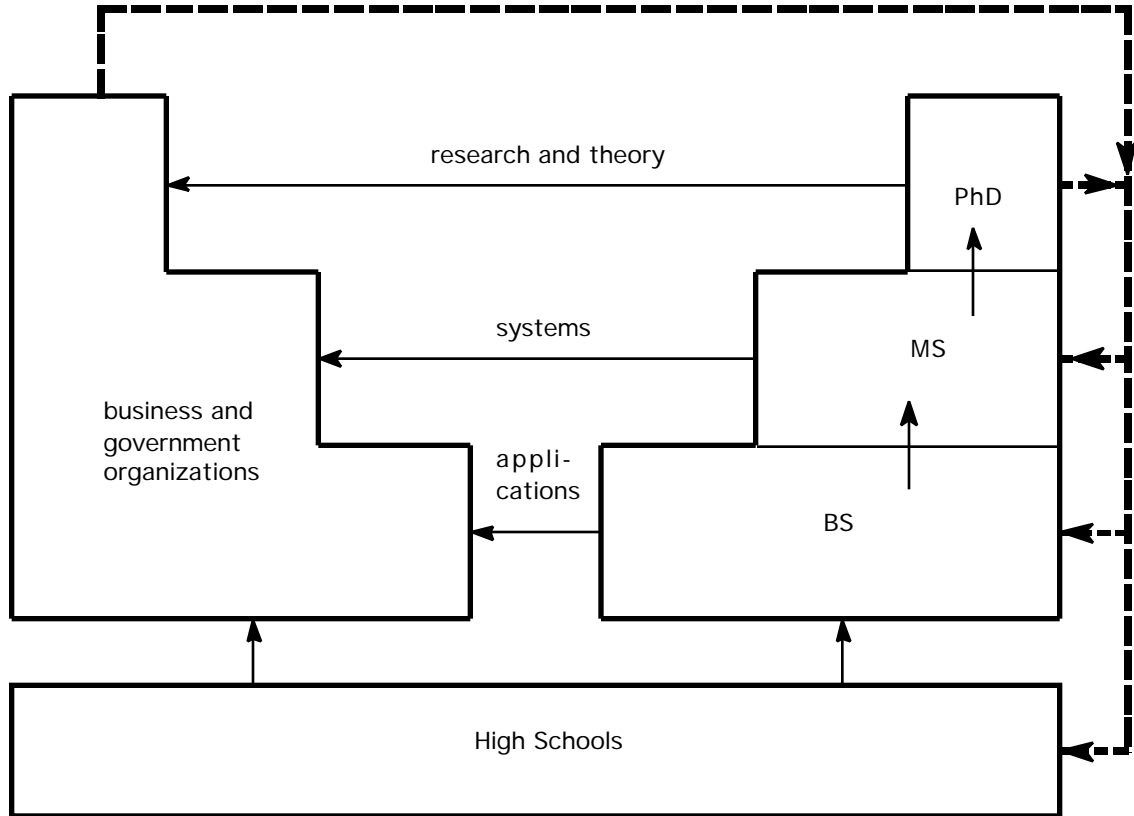 research and theory
PhD
systems
MS
business and
government
organizations
appli-
cations
BS
High Schools